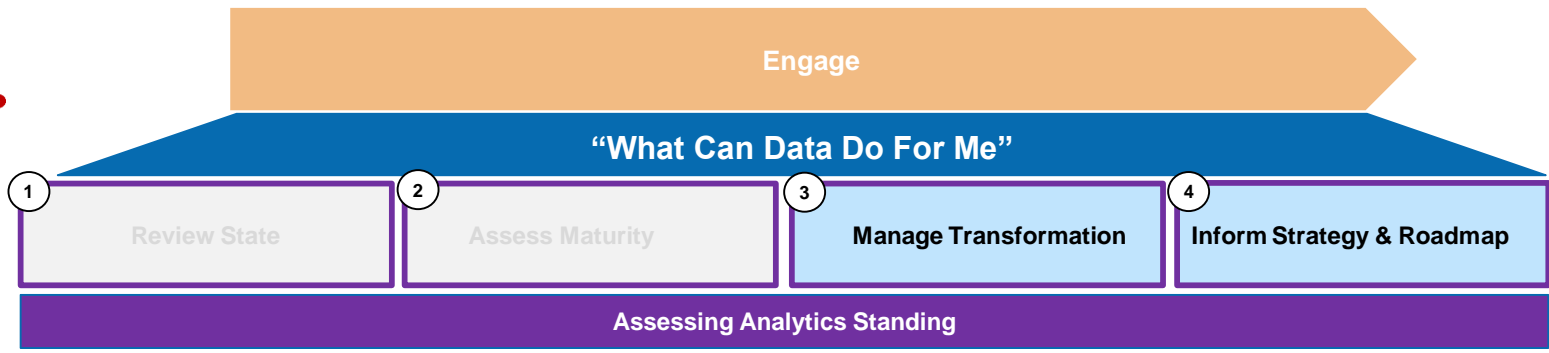 Engage
“What Can Data Do For Me”
1
2
3
4
Review State
Assess Maturity
Manage Transformation
Inform Strategy & Roadmap
Assessing Analytics Standing